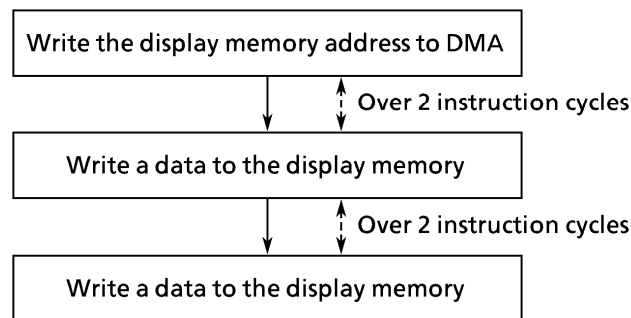 Write the display memory address to DMA
Over 2 instruction cycles
Write a data to the display memory
Over 2 instruction cycles
Write a data to the display memory